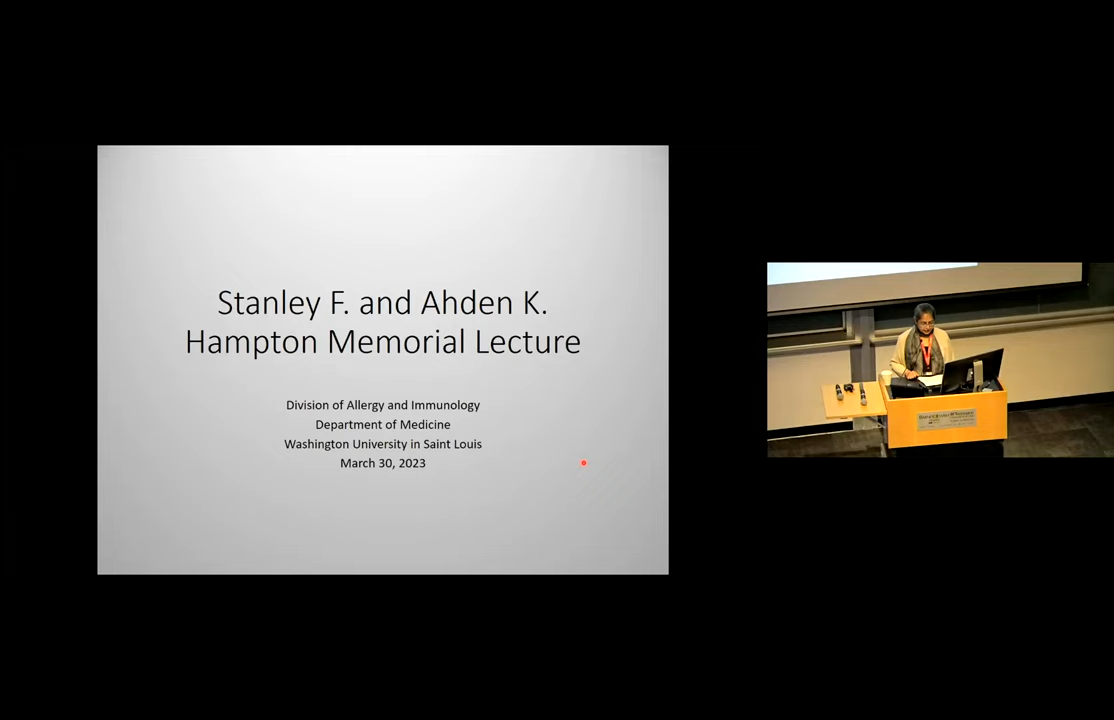 Stanley F. and Ahden K.
Hampton Memorial Lecture
Division of Allergy and Immunology
Department of Medicine
Washington University in Saint Louis
March 30, 2023